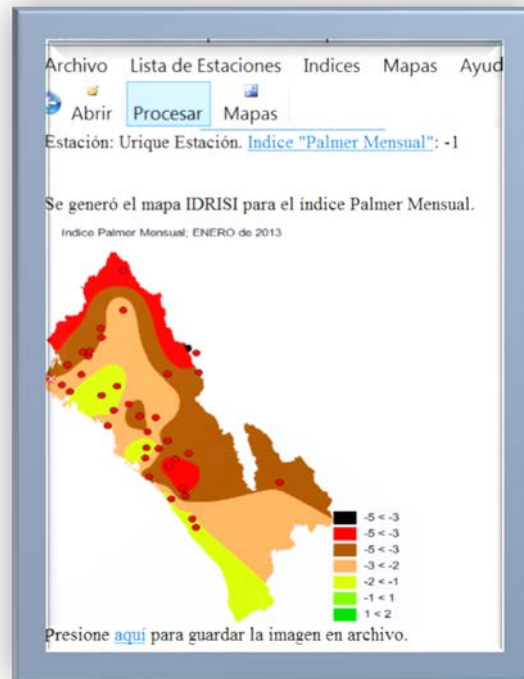 Archivo Lista de Estaciones Indices Mapas Ayud
Abrir Procesar Mapas
Estación: Urique Estación. Indice "Palmer Mensual": -1
Se generó el mapa IDRISI para el índice Palmer Mensual.
Indice Palmer Mensual; ENERO de 2013
-5 < -3
-5 < -3
-5 < -3
-3 < -2
-2 < -1
-1 < 1
1 < 2
Presione aquí para guardar la imagen en archivo.